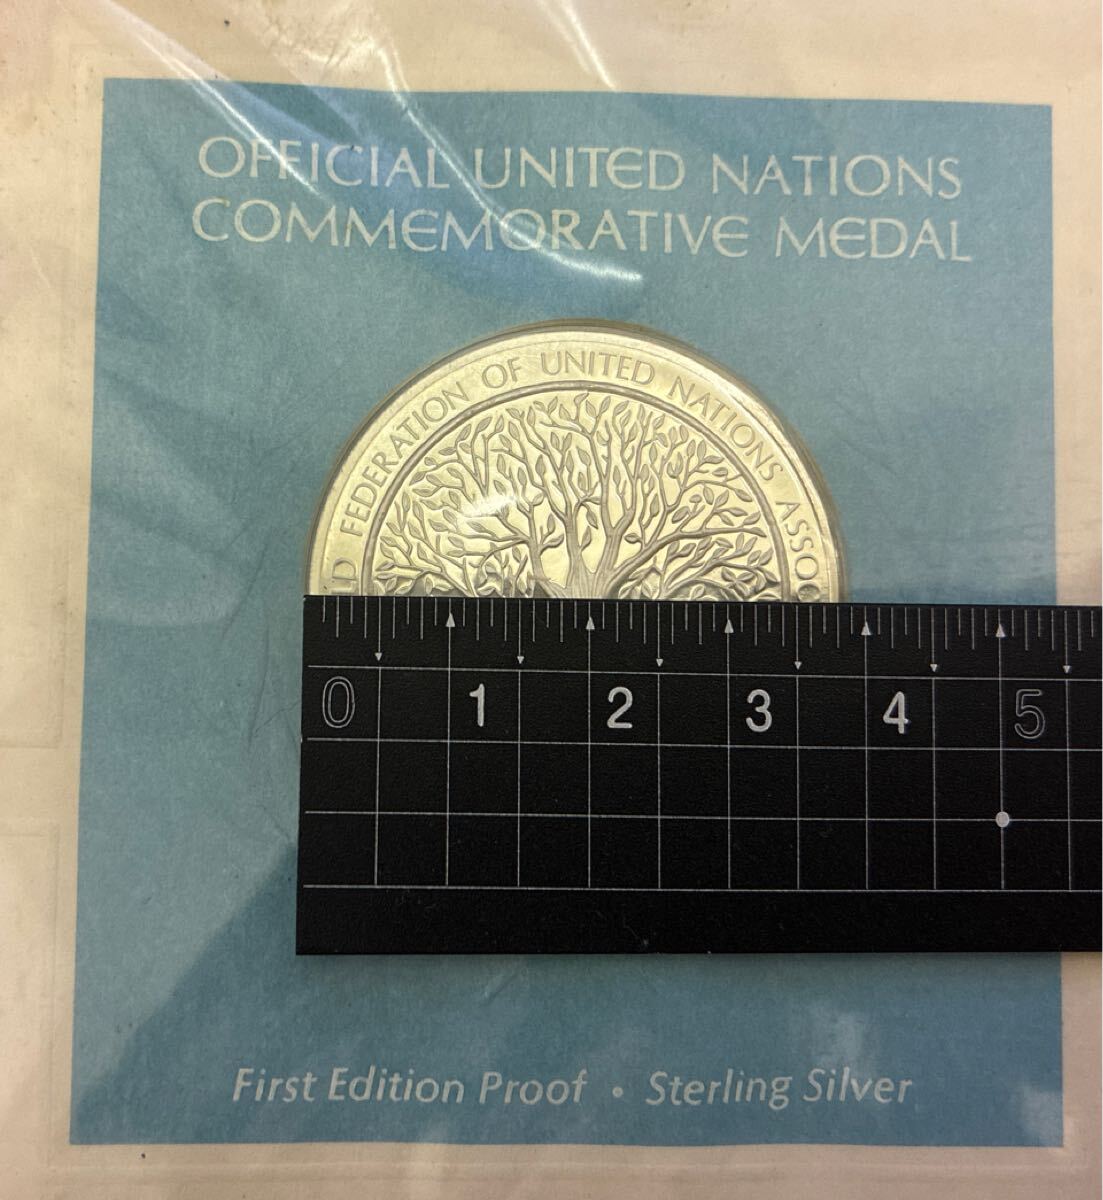 OFFICIAL UNITED NATIONS
COMMEMORATIVE MEDAL
FEDERATION OF UNITED NATIONS ASSOC
0 1 2 3 4 5
First Edition Proof • Sterling Silver